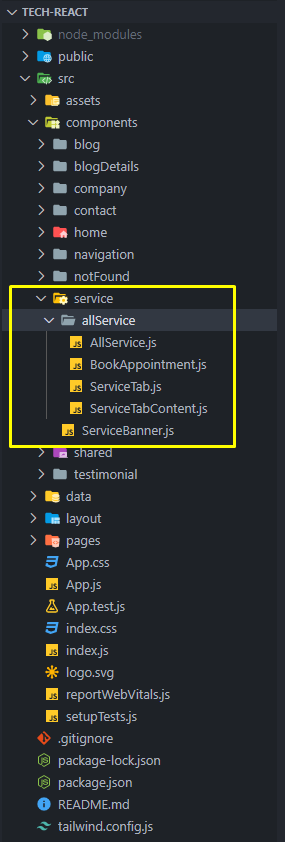 TECH-REACT
node_modules
public
src
assets
components
blog
blogDetails
company
contact
home
navigation
notFound
service
allService
AllService.js
BookAppointment.js
ServiceTab.js
ServiceTabContent.js
ServiceBanner.js
shared
testimonial
data
layout
pages
App.css
App.js
App.test.js
index.css
index.js
logo.svg
reportWebVitals.js
setupTests.js
.gitignore
package-lock.json
package.json
README.md
tailwind.config.js